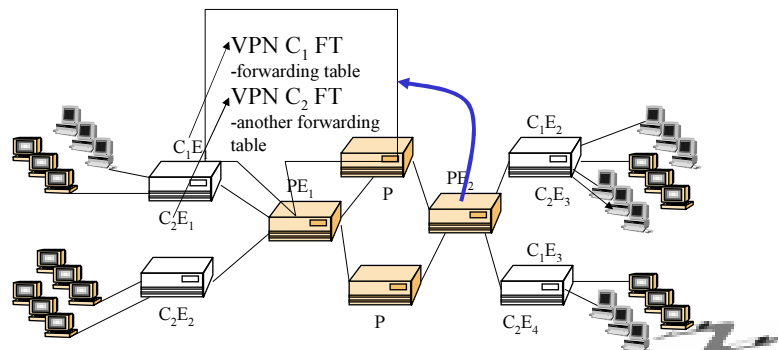 VPN C₁ FT
-forwarding table
VPN C₂ FT
-another forwarding
table
C₁E₁
C₁E₂
PE₁
P
PE₂
C₂E₃
C₂E₁
C₁E₃
C₂E₂
P
C₂E₄